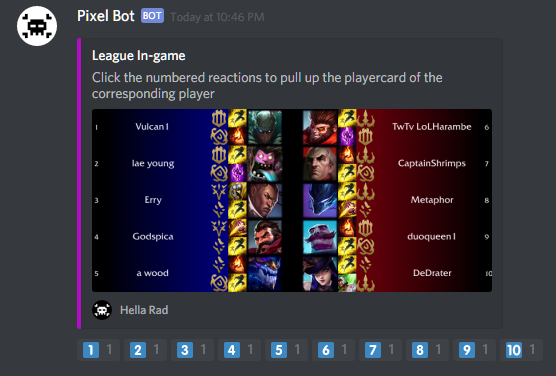 Pixel Bot BOT Today at 10:46 PM
League In-game
Click the numbered reactions to pull up the playercard of the
corresponding player
1 Vulcan1 TwTv LoLHarambe 6
2 lae young CaptainShrimps 7
3 Erry Metaphor 8
4 Godspica duoqueen1 9
5 a wood DeDrater 10
Hella Rad
1 1 2 1 3 1 4 1 5 1 6 1 7 1 8 1 9 1 10 1